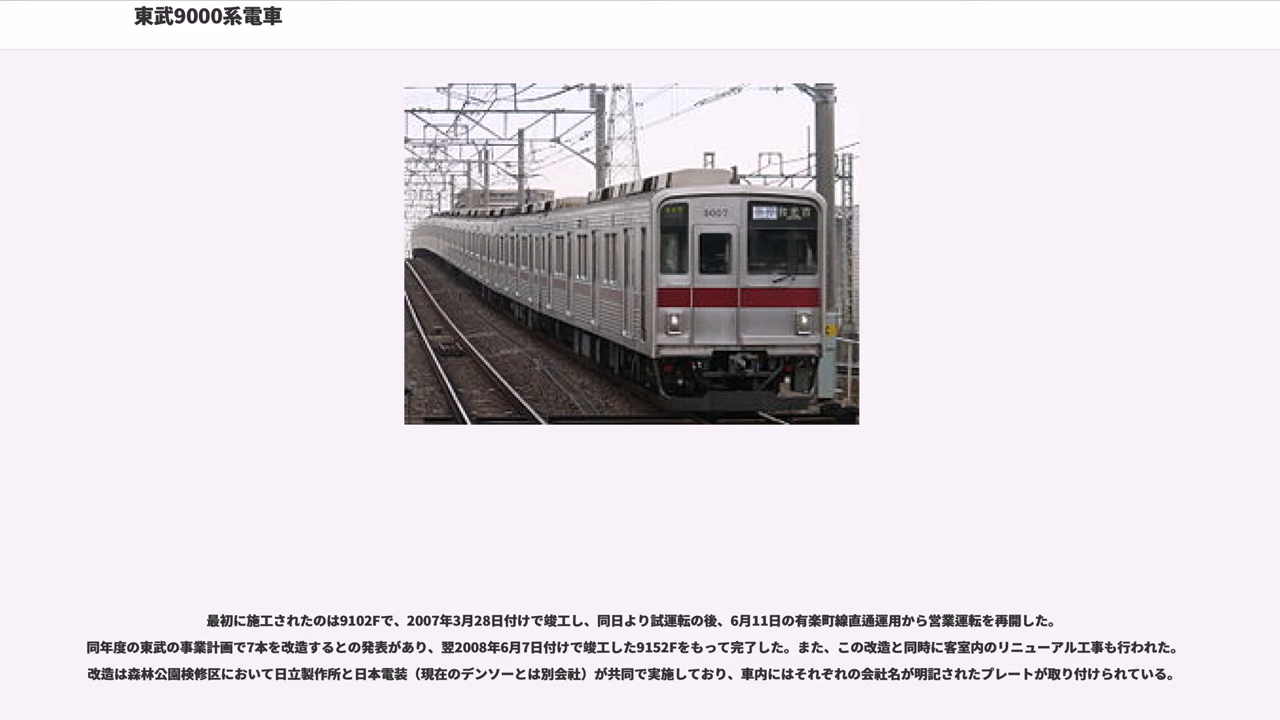 東武9000系電車
最初に施工されたのは9102Fで、2007年3月28日付けで竣工し、同日より試運転の後、6月11日の有楽町線直通運用から営業運転を再開した。
同年度の東武の事業計画で7本を改造するとの発表があり、翌2008年6月7日付けで竣工した9152Fをもって完了した。また、この改造と同時に客室内のリニューアル工事も行われた。
改造は森林公園検修区において日立製作所と日本電装（現在のデンソーとは別会社）が共同で実施しており、車内にはそれぞれの会社名が明記されたプレートが取り付けられている。